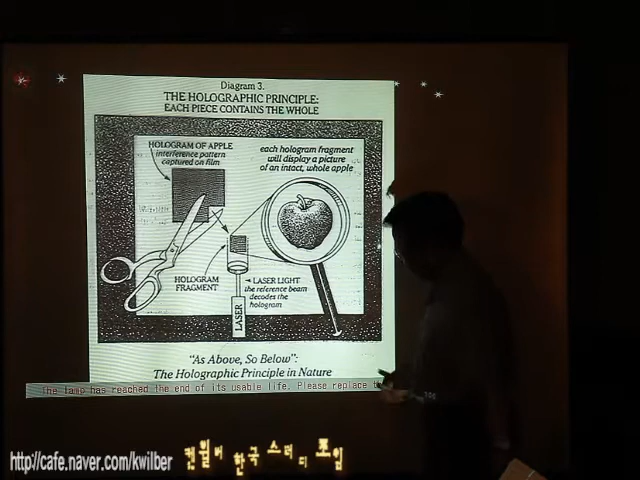 Diagram 3.
THE HOLOGRAPHIC PRINCIPLE:
EACH PIECE CONTAINS THE WHOLE
HOLOGRAM OF APPLE
interference pattern
captured on film
each hologram fragment
will display a picture
of an intact, whole apple
HOLOGRAM
FRAGMENT
LASER LIGHT
the reference beam
decodes the
hologram
LASER
"As Above, So Below":
The Holographic Principle in Nature
The lamp has reached the end of its usable life. Please replace
http://cafe.naver.com/kwilber
켄윌버 한국 스터디 모임